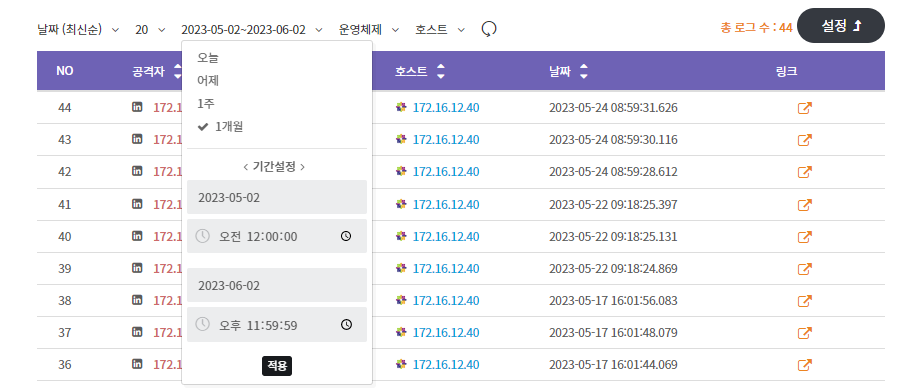 날짜 (최신순) 20 2023-05-02~2023-06-02 운영체제 호스트 총 로그 수 : 44 설정
오늘
어제
1주
1개월
< 기간설정 >
2023-05-02
오전 12:00:00
2023-06-02
오후 11:59:59
적용
NO 공격자 호스트 날짜 링크
44 172.1 172.16.12.40 2023-05-24 08:59:31.626
43 172.1 172.16.12.40 2023-05-24 08:59:30.116
42 172.1 172.16.12.40 2023-05-24 08:59:28.612
41 172.1 172.16.12.40 2023-05-22 09:18:25.397
40 172.1 172.16.12.40 2023-05-22 09:18:25.131
39 172.1 172.16.12.40 2023-05-22 09:18:24.869
38 172.1 172.16.12.40 2023-05-17 16:01:56.083
37 172.1 172.16.12.40 2023-05-17 16:01:48.079
36 172.1 172.16.12.40 2023-05-17 16:01:44.069